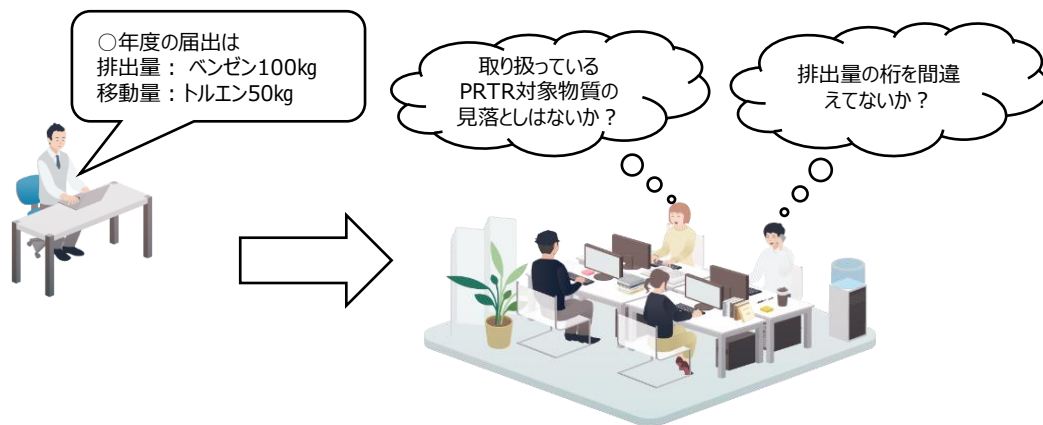 ○年度の届出は
排出量： ベンゼン100kg
移動量：トルエン50kg
取り扱っている
PRTR対象物質の
見落としはないか？
排出量の桁を間違
えてないか？